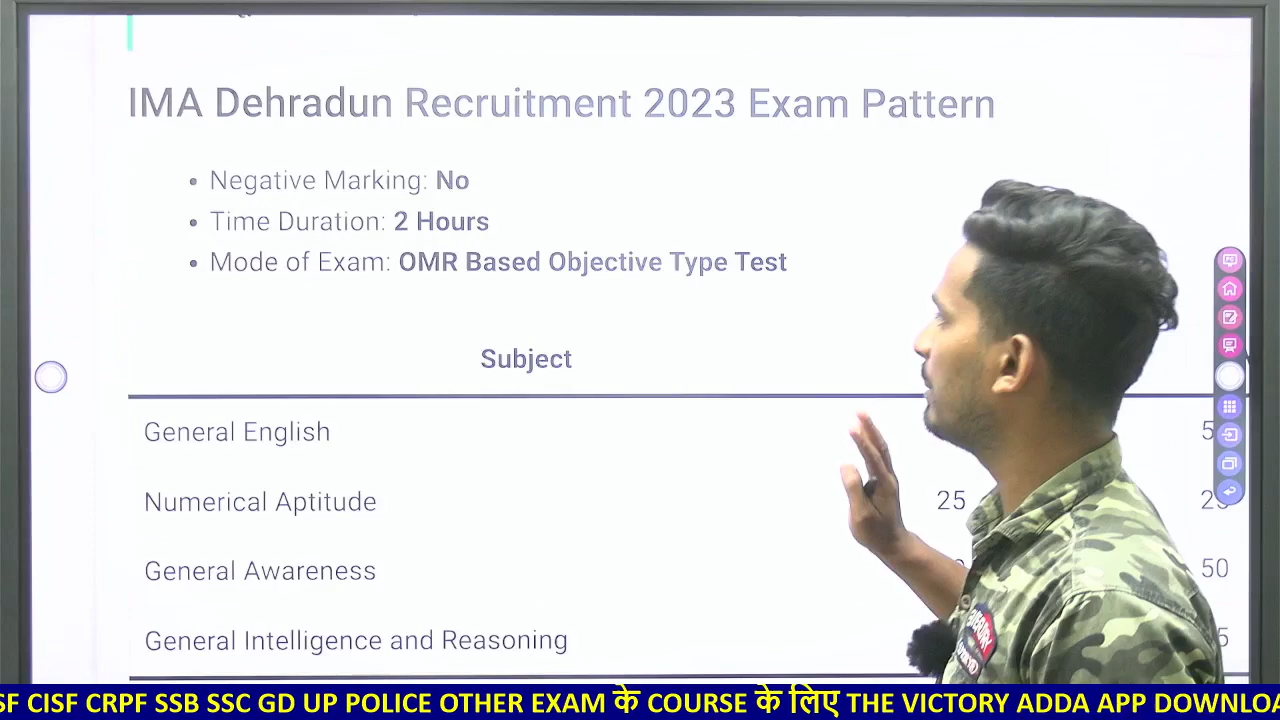 IMA Dehradun Recruitment 2023 Exam Pattern
• Negative Marking: No
• Time Duration: 2 Hours
• Mode of Exam: OMR Based Objective Type Test
Subject
General English
Numerical Aptitude 25
General Awareness 50
General Intelligence and Reasoning
SF CISF CRPF SSB SSC GD UP POLICE OTHER EXAM के COURSE के लिए THE VICTORY ADDA APP DOWNLOA